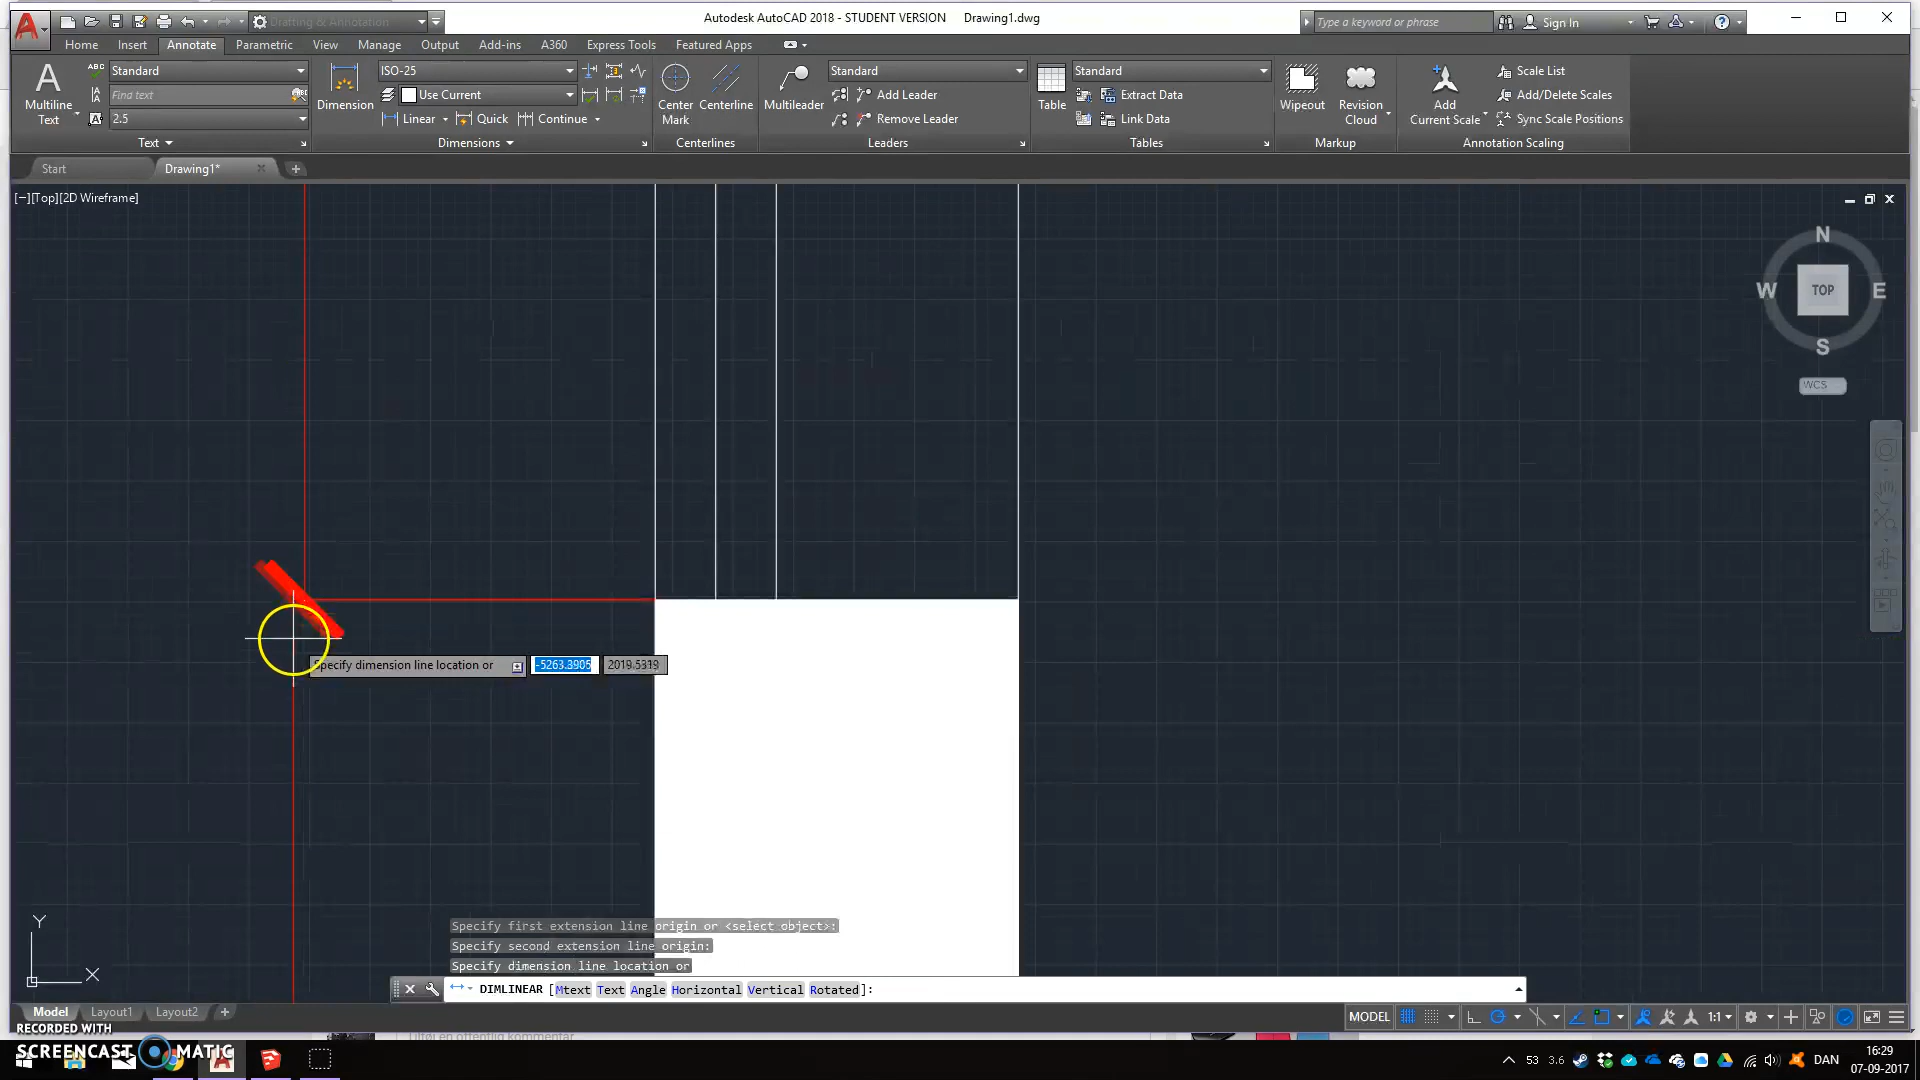 Drafting & Annotation
Autodesk AutoCAD 2018 - STUDENT VERSION Drawing1.dwg
Type a keyword or phrase
Sign In
Home Insert Annotate Parametric View Manage Output Add-ins A360 Express Tools Featured Apps
A
Multiline
Text
ABC
Standard
Find text
2.5
Text
Dimension
ISO-25
Use Current
Linear Quick Continue
Dimensions
Center
Mark
Centerline
Centerlines
Multileader
Standard
Add Leader
Remove Leader
Leaders
Table
Standard
Extract Data
Link Data
Tables
Wipeout
Revision
Cloud
Markup
Add
Current Scale
Scale List
Add/Delete Scales
Sync Scale Positions
Annotation Scaling
Start Drawing1*
[−][Top][2D Wireframe]
N
W TOP E
S
WCS
Specify dimension line location or -5263.3905 2019.5319
Y
X
Specify first extension line origin or <select object>:
Specify second extension line origin:
Specify dimension line location or
DIMLINEAR [Mtext Text Angle Horizontal Vertical Rotated]:
Model Layout1 Layout2 +
MODEL 1:1
RECORDED WITH
SCREENCAST MATIC
Tilføj en offentlig kommentar
53 3.6 DAN
16:29
07-09-2017